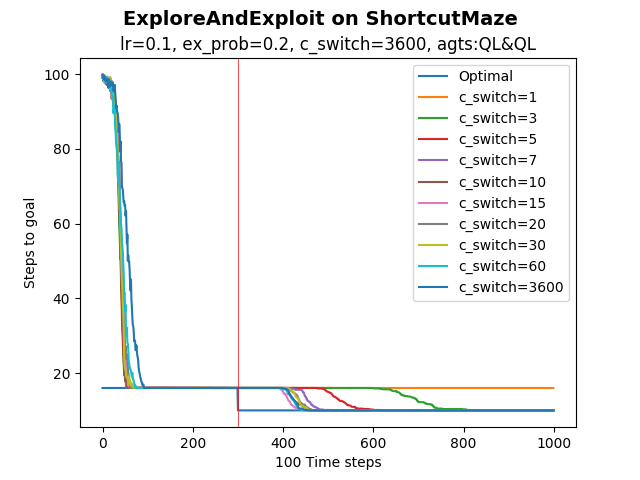 ExploreAndExploit on ShortcutMaze
lr=0.1, ex_prob=0.2, c_switch=3600, agts:QL&QL
Steps to goal
100
80
60
40
20
Optimal
c_switch=1
c_switch=3
c_switch=5
c_switch=7
c_switch=10
c_switch=15
c_switch=20
c_switch=30
c_switch=60
c_switch=3600
0
200
400
600
800
1000
100 Time steps